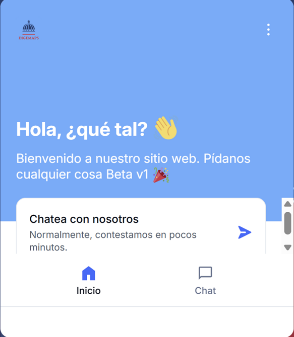 Hola, ¿qué tal? 👋
Bienvenido a nuestro sitio web. Pídanos
cualquier cosa Beta v1 🎉
Chatea con nosotros
Normalmente, contestamos en pocos
minutos.
Inicio
Chat